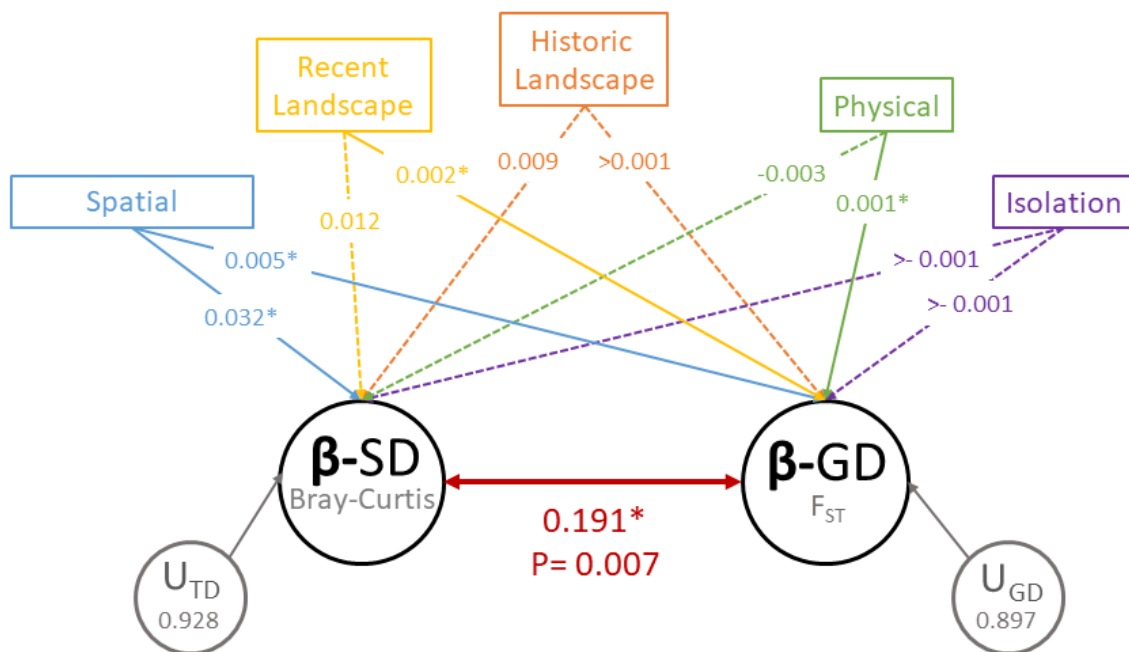 Historic
Landscape
Recent
Landscape
Physical
Spatial
Isolation
0.009
>0.001
-0.003
0.002*
0.001*
0.012
0.005*
>- 0.001
0.032*
>- 0.001
β-SD
Bray-Curtis
β-GD
FST
0.191*
P= 0.007
UTD
0.928
UGD
0.897